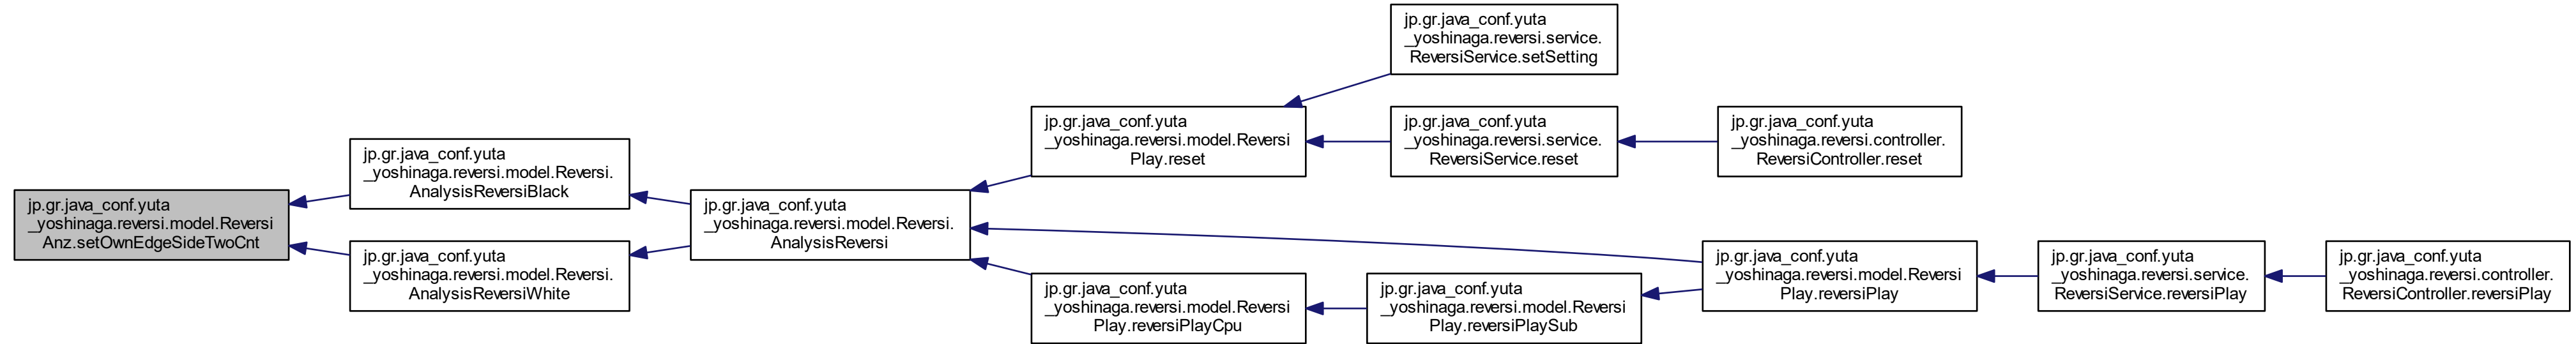 jp.gr.java_conf.yuta
_yoshinaga.reversi.model.Reversi
Anz.setOwnEdgeSideTwoCnt
jp.gr.java_conf.yuta
_yoshinaga.reversi.model.Reversi.
AnalysisReversiBlack
jp.gr.java_conf.yuta
_yoshinaga.reversi.model.Reversi.
AnalysisReversiWhite
jp.gr.java_conf.yuta
_yoshinaga.reversi.model.Reversi.
AnalysisReversi
jp.gr.java_conf.yuta
_yoshinaga.reversi.model.Reversi
Play.reset
jp.gr.java_conf.yuta
_yoshinaga.reversi.service.
ReversiService.setSetting
jp.gr.java_conf.yuta
_yoshinaga.reversi.service.
ReversiService.reset
jp.gr.java_conf.yuta
_yoshinaga.reversi.controller.
ReversiController.reset
jp.gr.java_conf.yuta
_yoshinaga.reversi.model.Reversi
Play.reversiPlayCpu
jp.gr.java_conf.yuta
_yoshinaga.reversi.model.Reversi
Play.reversiPlaySub
jp.gr.java_conf.yuta
_yoshinaga.reversi.model.Reversi
Play.reversiPlay
jp.gr.java_conf.yuta
_yoshinaga.reversi.service.
ReversiService.reversiPlay
jp.gr.java_conf.yuta
_yoshinaga.reversi.controller.
ReversiController.reversiPlay